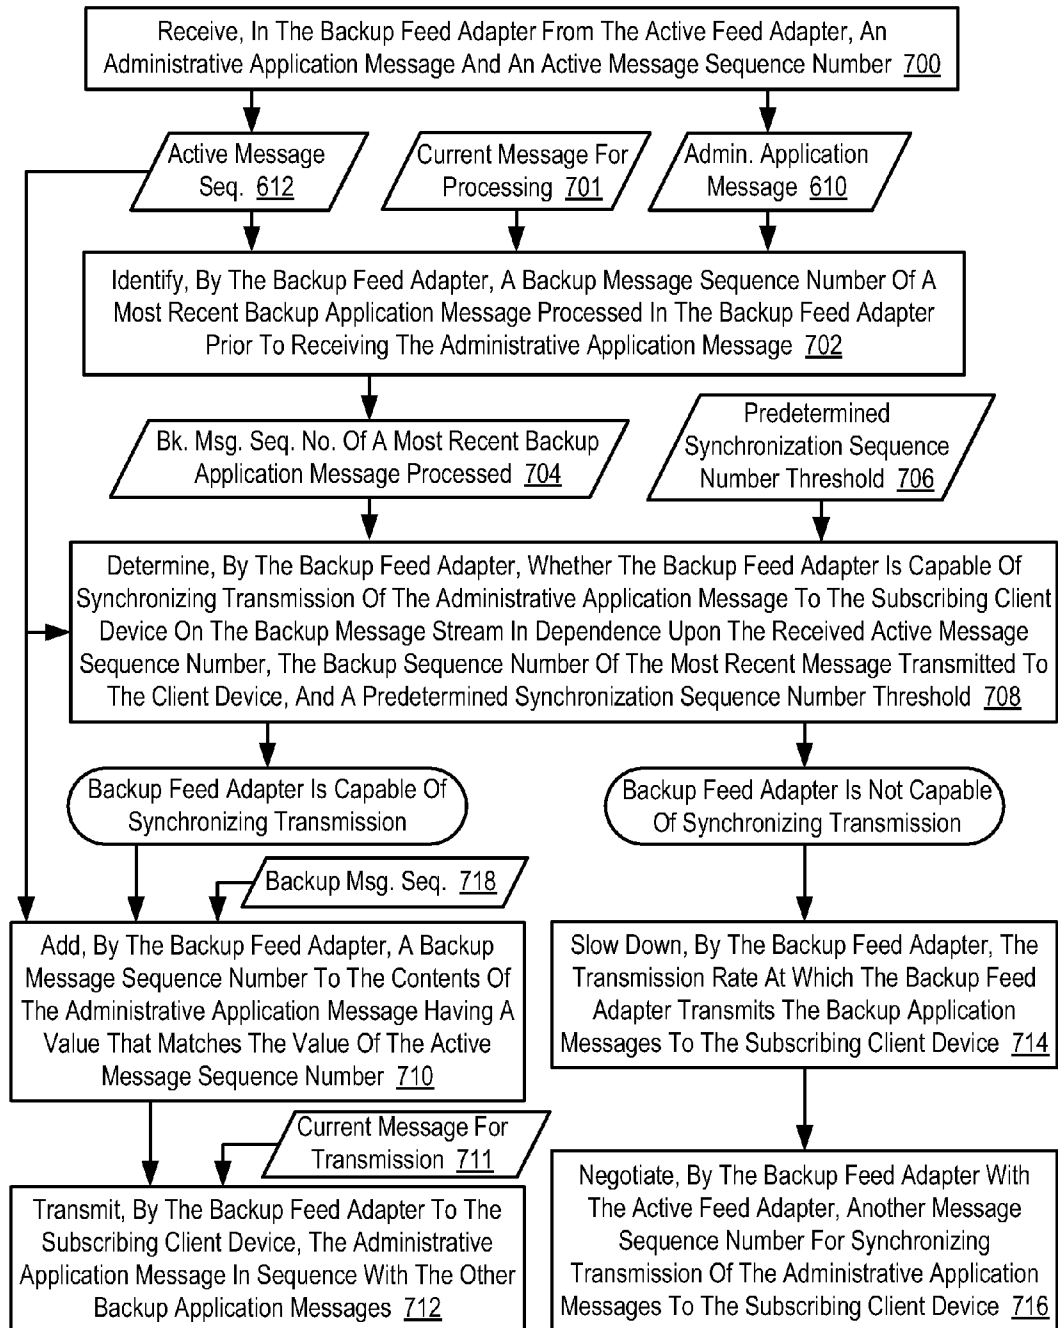 Receive, In The Backup Feed Adapter From The Active Feed Adapter, An
Administrative Application Message And An Active Message Sequence Number 700
Active Message
Seq. 612
Current Message For
Processing 701
Admin. Application
Message 610
Identify, By The Backup Feed Adapter, A Backup Message Sequence Number Of A
Most Recent Backup Application Message Processed In The Backup Feed Adapter
Prior To Receiving The Administrative Application Message 702
Bk. Msg. Seq. No. Of A Most Recent Backup
Application Message Processed 704
Predetermined
Synchronization Sequence
Number Threshold 706
Determine, By The Backup Feed Adapter, Whether The Backup Feed Adapter Is Capable Of
Synchronizing Transmission Of The Administrative Application Message To The Subscribing Client
Device On The Backup Message Stream In Dependence Upon The Received Active Message
Sequence Number, The Backup Sequence Number Of The Most Recent Message Transmitted To
The Client Device, And A Predetermined Synchronization Sequence Number Threshold 708
Backup Feed Adapter Is Capable Of
Synchronizing Transmission
Backup Feed Adapter Is Not Capable
Of Synchronizing Transmission
Backup Msg. Seq. 718
Add, By The Backup Feed Adapter, A Backup
Message Sequence Number To The Contents Of
The Administrative Application Message Having A
Value That Matches The Value Of The Active
Message Sequence Number 710
Slow Down, By The Backup Feed Adapter, The
Transmission Rate At Which The Backup Feed
Adapter Transmits The Backup Application
Messages To The Subscribing Client Device 714
Current Message For
Transmission 711
Transmit, By The Backup Feed Adapter To The
Subscribing Client Device, The Administrative
Application Message In Sequence With The Other
Backup Application Messages 712
Negotiate, By The Backup Feed Adapter With
The Active Feed Adapter, Another Message
Sequence Number For Synchronizing
Transmission Of The Administrative Application
Messages To The Subscribing Client Device 716